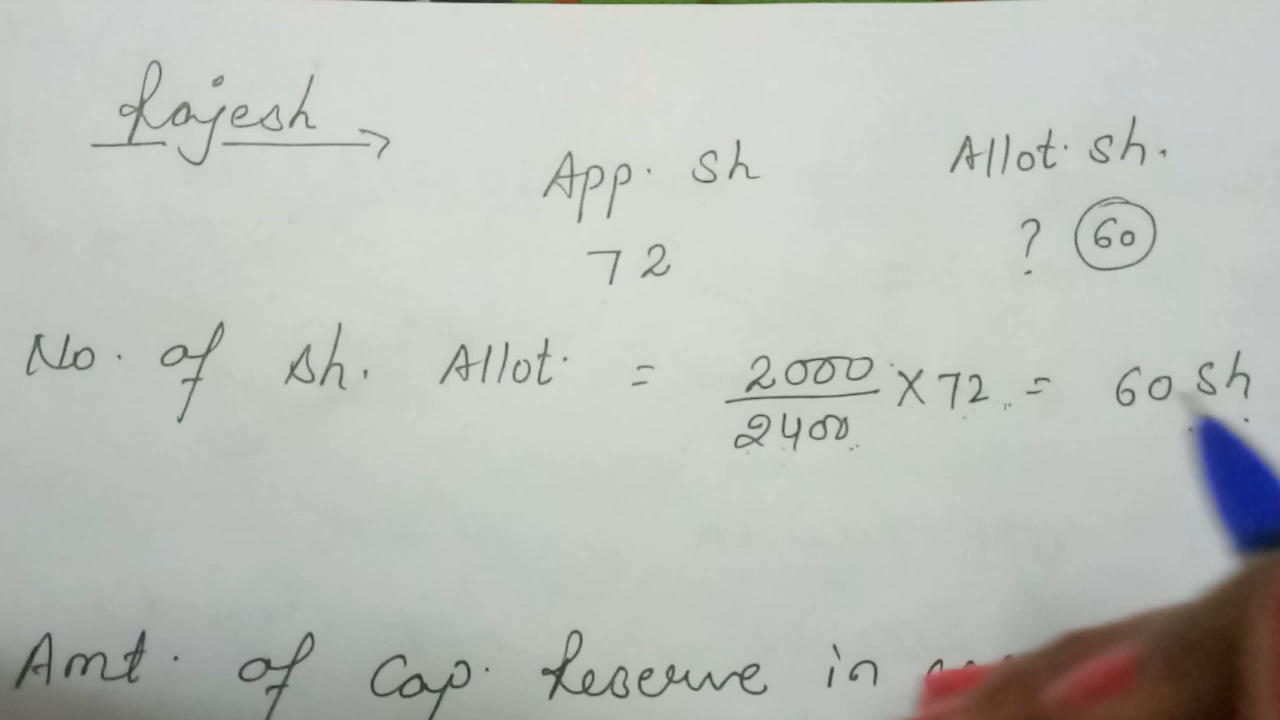 Rajesh
App. Sh Allot. Sh.
72 ? 60
No. of Sh. Allot. = 2000/2400 X 72 = 60 Sh
Amt. of Cap. Reserve in